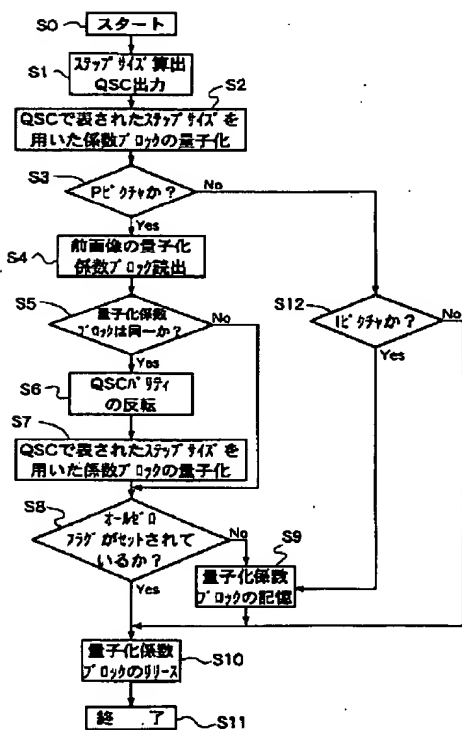 S0
スタート
S1
ステップサイズ算出
QSC出力
S2
QSCで表されたステップサイズを
用いた係数ブロックの量子化
S3
Pピクチャか?
No
Yes
S4
前画像の量子化
係数ブロック読出
S5
量子化係数
ブロックは同一か?
No
Yes
S12
Iピクチャか?
No
Yes
S6
QSCパリティ
の反転
S7
QSCで表されたステップサイズを
用いた係数ブロックの量子化
S8
オールゼロ
フラグがセットされて
いるか?
No
Yes
S9
量子化係数
ブロックの記憶
量子化係数
ブロックのリリース
S10
終 了
S11